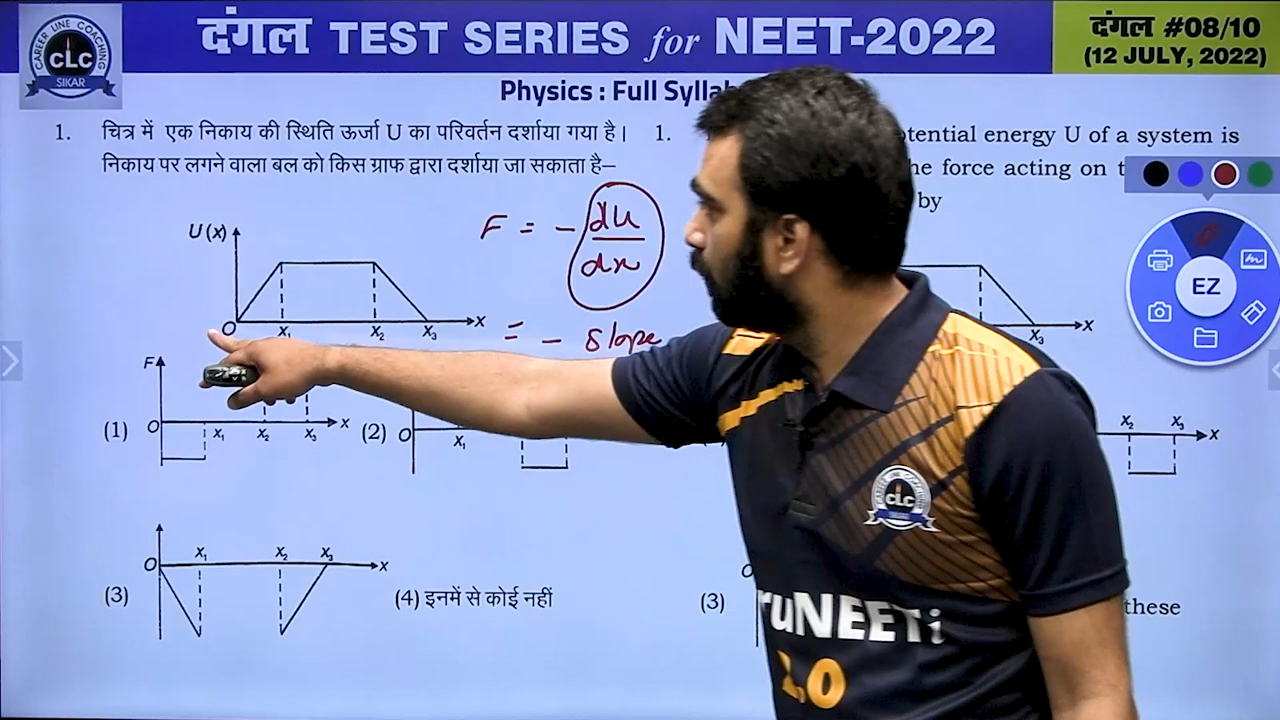 दंगल TEST SERIES for NEET-2022
दंगल #08/10
(12 JULY, 2022)
CAREER LINE COACHING
CLC
SIKAR
Physics : Full Syllab
1. चित्र में एक निकाय की स्थिति ऊर्जा U का परिवर्तन दर्शाया गया है।
निकाय पर लगने वाला बल को किस ग्राफ द्वारा दर्शाया जा सकाता है–
1. otential energy U of a system is
he force acting on t
by
U(x)
O x₁ x₂ x₃ x
F = - du/dx
= - slope
x₃ x
EZ
(1) F O x₁ x₂ x₃ x
(2) O x₁
x₂ x₃ x
(3) O x₁ x₂ x₃ x
(4) इनमें से कोई नहीं
(3) O
these
CLC
uNEETi
2.0